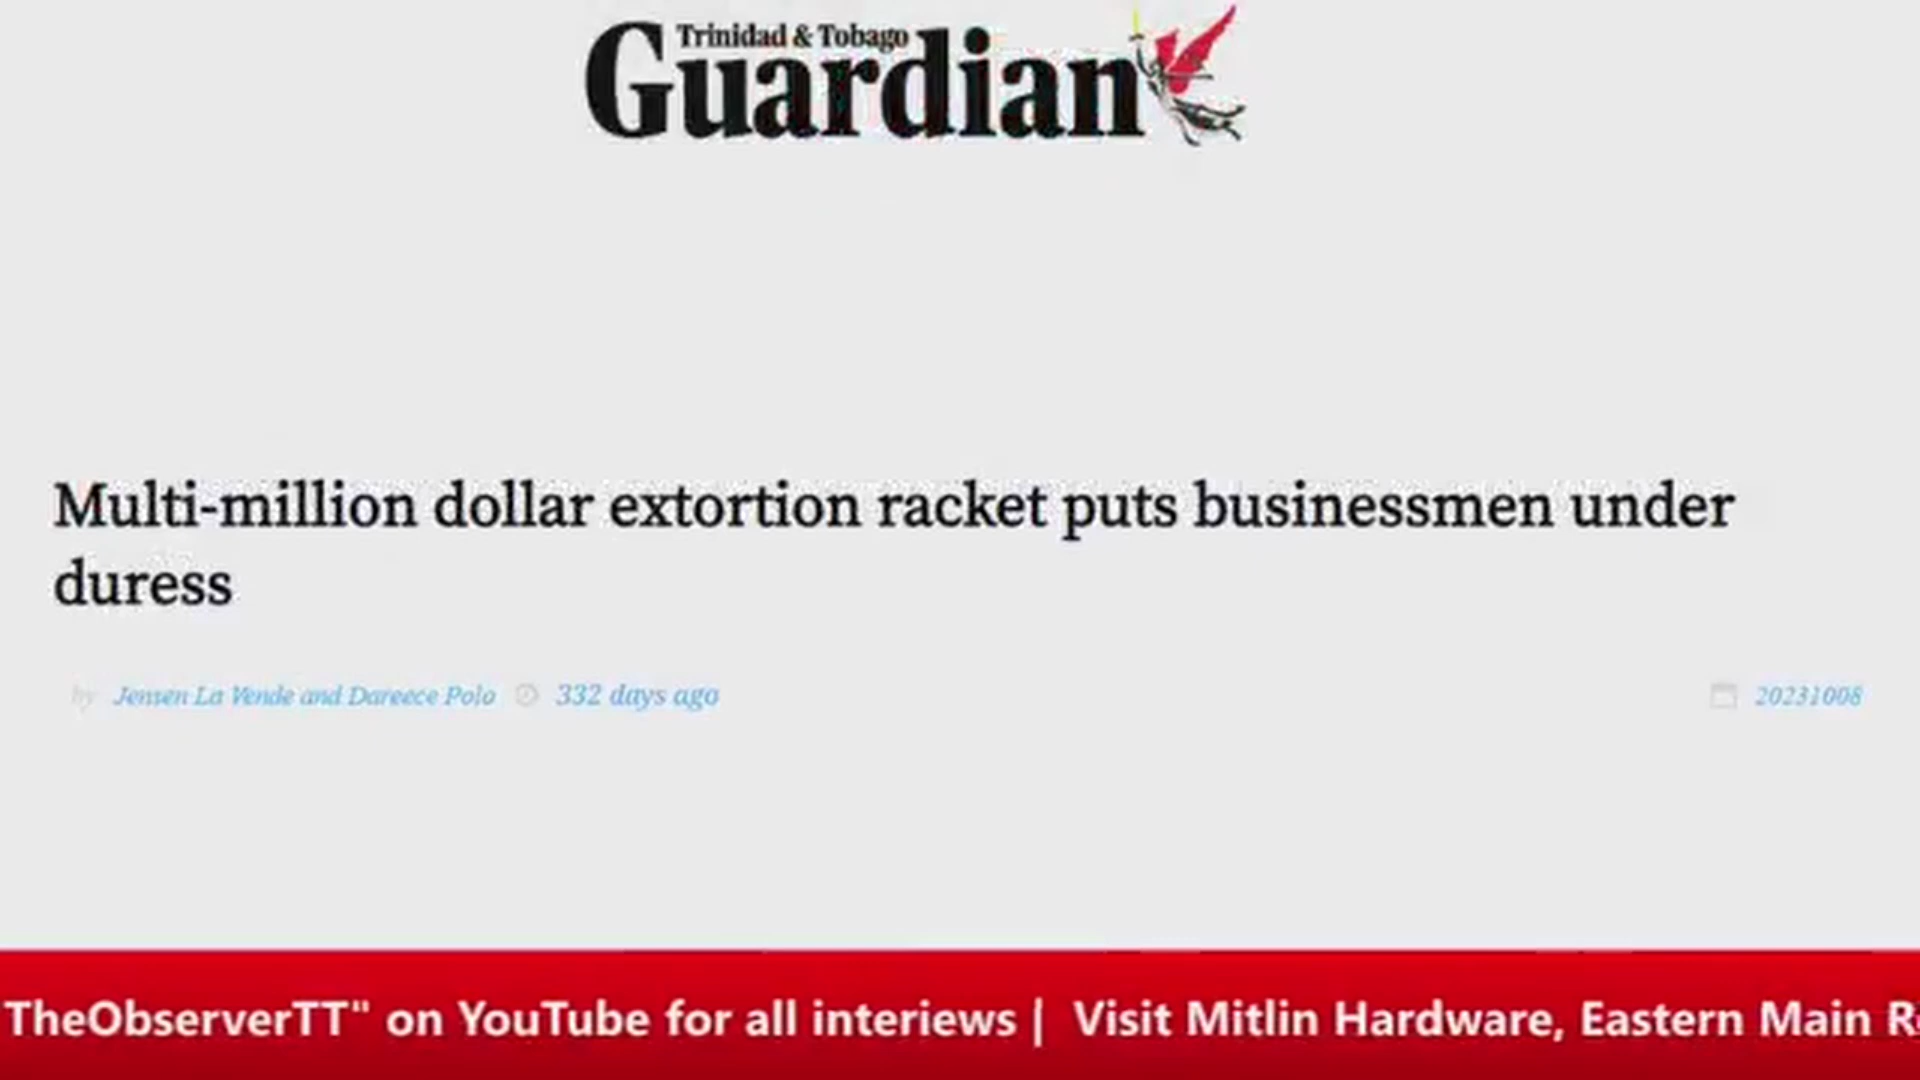 Trinidad & Tobago
Guardian
Multi-million dollar extortion racket puts businessmen under
duress
by Jensen La Vende and Dareece Polo 332 days ago 20231008
TheObserverTT" on YouTube for all interiews | Visit Mitlin Hardware, Eastern Main R